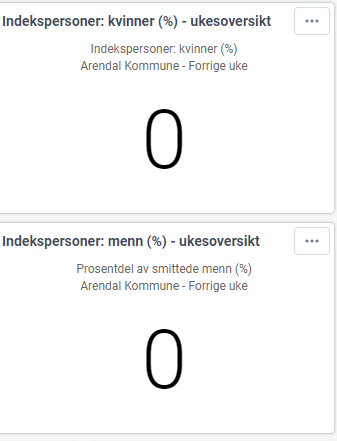 Indekspersoner: kvinner (%) - ukesoversikt
Indekspersoner: kvinner (%)
Arendal Kommune - Forrige uke
0
Indekspersoner: menn (%) - ukesoversikt
Prosentdel av smittede menn (%)
Arendal Kommune - Forrige uke
0